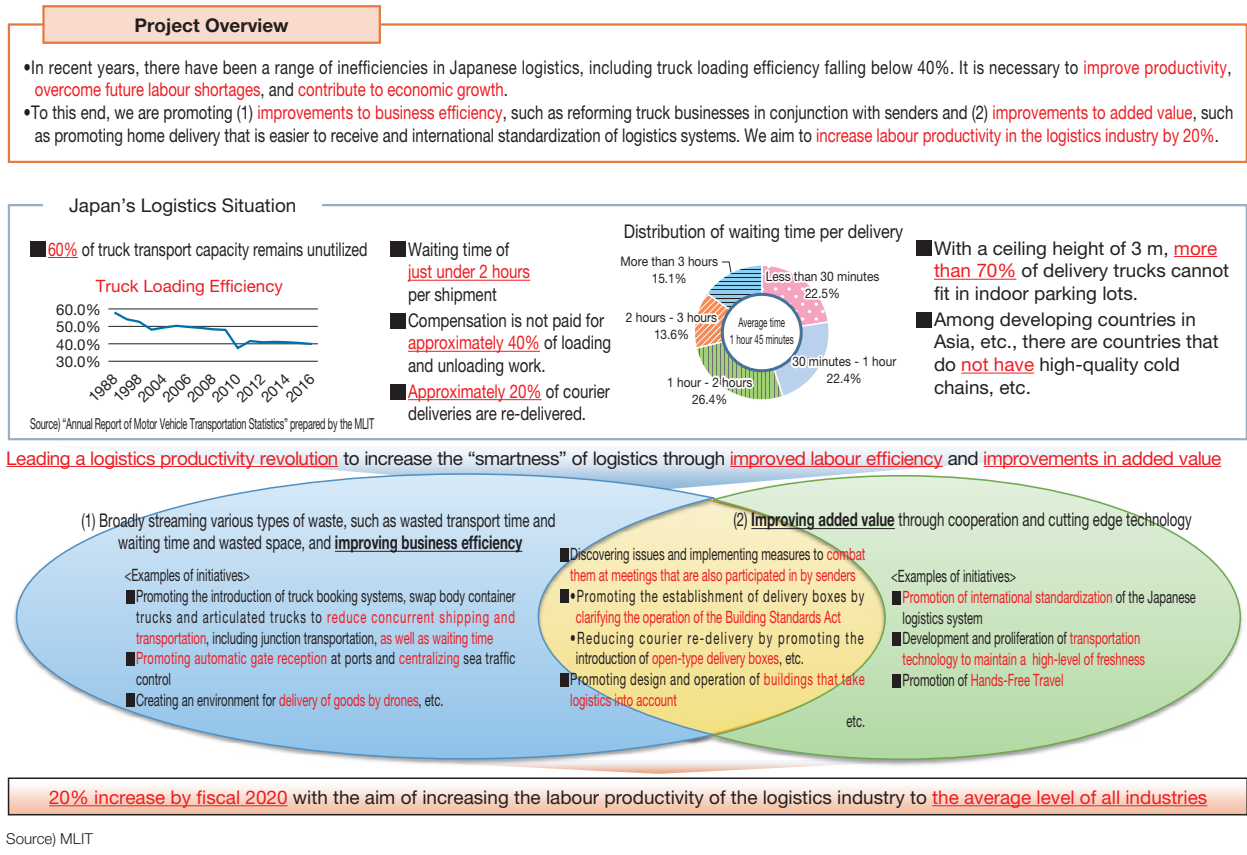 Project Overview
•In recent years, there have been a range of inefficiencies in Japanese logistics, including truck loading efficiency falling below 40%. It is necessary to improve productivity,
overcome future labour shortages, and contribute to economic growth.
•To this end, we are promoting (1) improvements to business efficiency, such as reforming truck businesses in conjunction with senders and (2) improvements to added value, such
as promoting home delivery that is easier to receive and international standardization of logistics systems. We aim to increase labour productivity in the logistics industry by 20%.
Japan's Logistics Situation
■60% of truck transport capacity remains unutilized
Truck Loading Efficiency
60.0%
50.0%
40.0%
30.0%
1988
1998
2004
2006
2008
2010
2012
2014
2016
Source) “Annual Report of Motor Vehicle Transportation Statistics” prepared by the MLIT
■Waiting time of
just under 2 hours
per shipment
■Compensation is not paid for
approximately 40% of loading
and unloading work.
■Approximately 20% of courier
deliveries are re-delivered.
Distribution of waiting time per delivery
More than 3 hours
15.1%
Less than 30 minutes
22.5%
2 hours - 3 hours
13.6%
Average time
1 hour 45 minutes
30 minutes - 1 hour
22.4%
1 hour - 2 hours
26.4%
■With a ceiling height of 3 m, more
than 70% of delivery trucks cannot
fit in indoor parking lots.
■Among developing countries in
Asia, etc., there are countries that
do not have high-quality cold
chains, etc.
Leading a logistics productivity revolution to increase the “smartness” of logistics through improved labour efficiency and improvements in added value
(1) Broadly streaming various types of waste, such as wasted transport time and
waiting time and wasted space, and improving business efficiency
<Examples of initiatives>
■Promoting the introduction of truck booking systems, swap body container
trucks and articulated trucks to reduce concurrent shipping and
transportation, including junction transportation, as well as waiting time
■Promoting automatic gate reception at ports and centralizing sea traffic
control
■Creating an environment for delivery of goods by drones, etc.
■Discovering issues and implementing measures to combat
them at meetings that are also participated in by senders
■•Promoting the establishment of delivery boxes by
clarifying the operation of the Building Standards Act
•Reducing courier re-delivery by promoting the
introduction of open-type delivery boxes, etc.
■Promoting design and operation of buildings that take
logistics into account
etc.
(2) Improving added value through cooperation and cutting edge technology
<Examples of initiatives>
■Promotion of international standardization of the Japanese
logistics system
■Development and proliferation of transportation
technology to maintain a high-level of freshness
■Promotion of Hands-Free Travel
20% increase by fiscal 2020 with the aim of increasing the labour productivity of the logistics industry to the average level of all industries
Source) MLIT